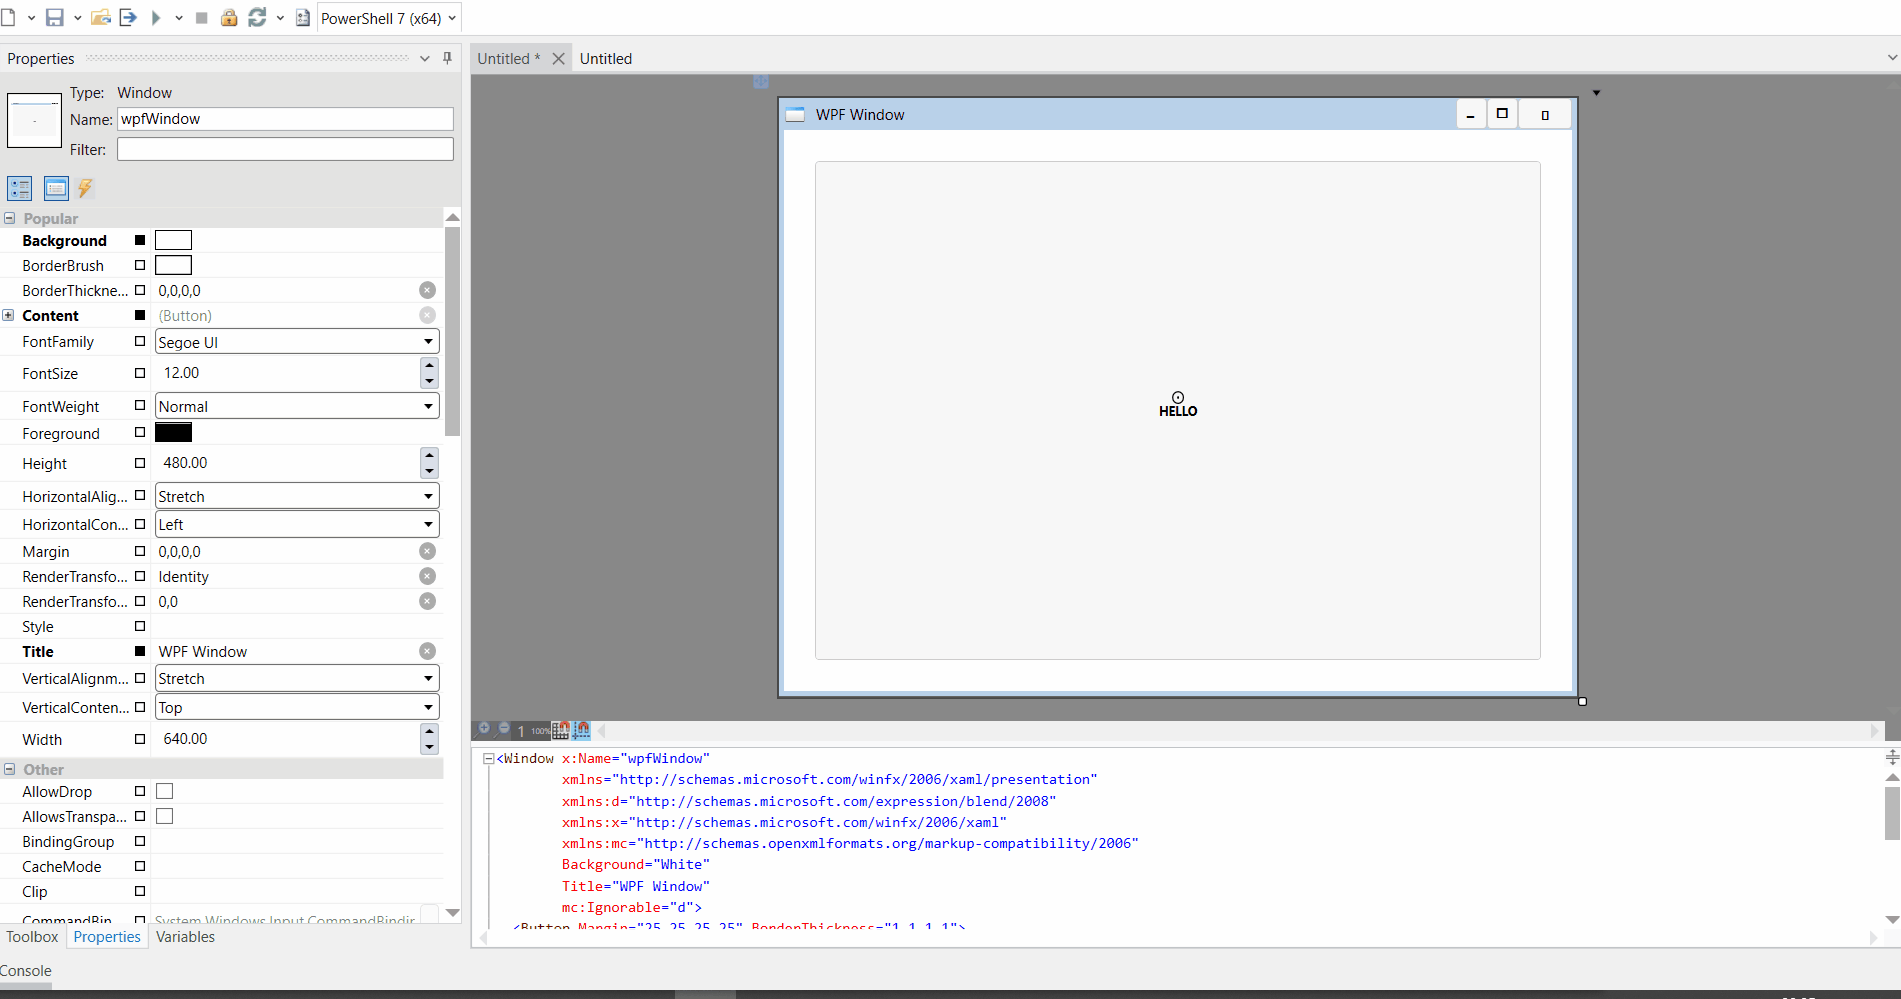 PowerShell 7 (x64)
Properties
Type: Window
Name: wpfWindow
Filter:
Popular
Background
BorderBrush
BorderThickne... 0,0,0,0
Content (Button)
FontFamily Segoe UI
FontSize 12.00
FontWeight Normal
Foreground
Height 480.00
HorizontalAlig... Stretch
HorizontalCon... Left
Margin 0,0,0,0
RenderTransfo... Identity
RenderTransfo... 0,0
Style
Title WPF Window
VerticalAlignm... Stretch
VerticalConten... Top
Width 640.00
Other
AllowDrop
AllowsTranspa...
BindingGroup
CacheMode
Clip
CommandBin System.Windows.Input.CommandBindir
Toolbox Properties Variables
Console
Untitled * Untitled
WPF Window
HELLO
1 100%
<Window x:Name="wpfWindow"
xmlns="http://schemas.microsoft.com/winfx/2006/xaml/presentation"
xmlns:d="http://schemas.microsoft.com/expression/blend/2008"
xmlns:x="http://schemas.microsoft.com/winfx/2006/xaml"
xmlns:mc="http://schemas.openxmlformats.org/markup-compatibility/2006"
Background="White"
Title="WPF Window"
mc:Ignorable="d">
<Button Margin="25,25,25,25" BorderThickness="1,1,1,1">